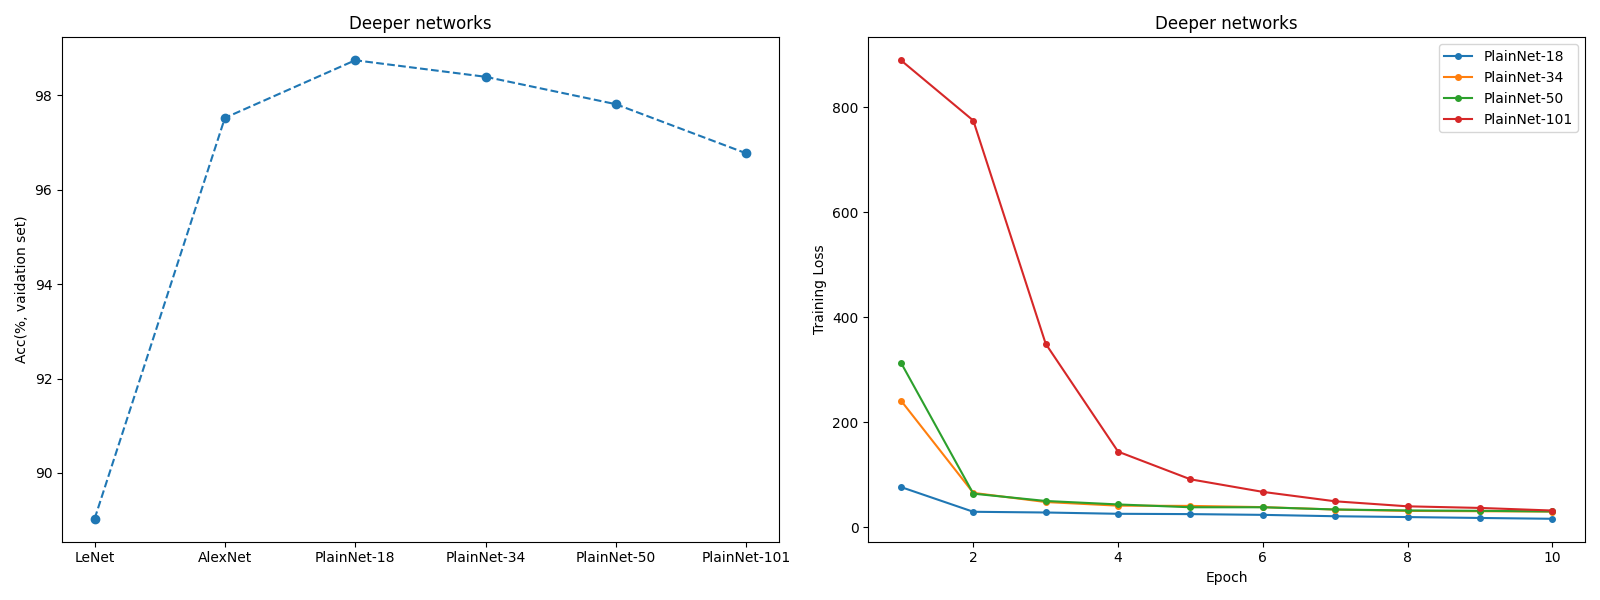 Deeper networks
Acc(%, vaidation set)
98
96
94
92
90
LeNet
AlexNet
PlainNet-18
PlainNet-34
PlainNet-50
PlainNet-101
Deeper networks
PlainNet-18
PlainNet-34
PlainNet-50
PlainNet-101
Training Loss
800
600
400
200
0
2
4
6
8
10
Epoch